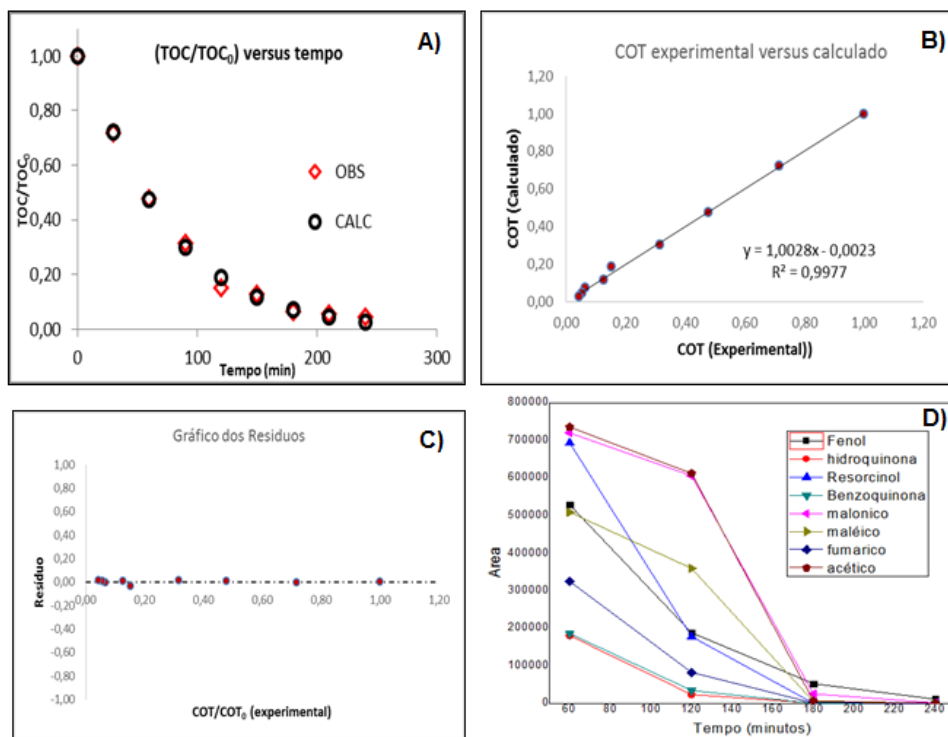 A)
(TOC/TOC₀) versus tempo
1,00
0,80
0,60
0,40
0,20
0,00
TOC/TOC₀
OBS
CALC
0 100 200 300
Tempo (min)
B)
COT experimental versus calculado
1,20
1,00
0,80
0,60
0,40
0,20
0,00
COT (Calculado)
y = 1,0028x - 0,0023
R² = 0,9977
0,00 0,20 0,40 0,60 0,80 1,00 1,20
COT (Experimental))
C)
Gráfico dos Residuos
1,00
0,80
0,60
0,40
0,20
0,00
-0,20
-0,40
-0,60
-0,80
-1,00
Resíduo
0,00 0,20 0,40 0,60 0,80 1,00 1,20
COT/COT₀ (experimental)
D)
800000
700000
600000
500000
400000
300000
200000
100000
0
Área
Fenol
hidroquinona
Resorcinol
Benzoquinona
malonico
maléico
fumarico
acético
60 80 100 120 140 160 180 200 220 240
Tempo (minutos)